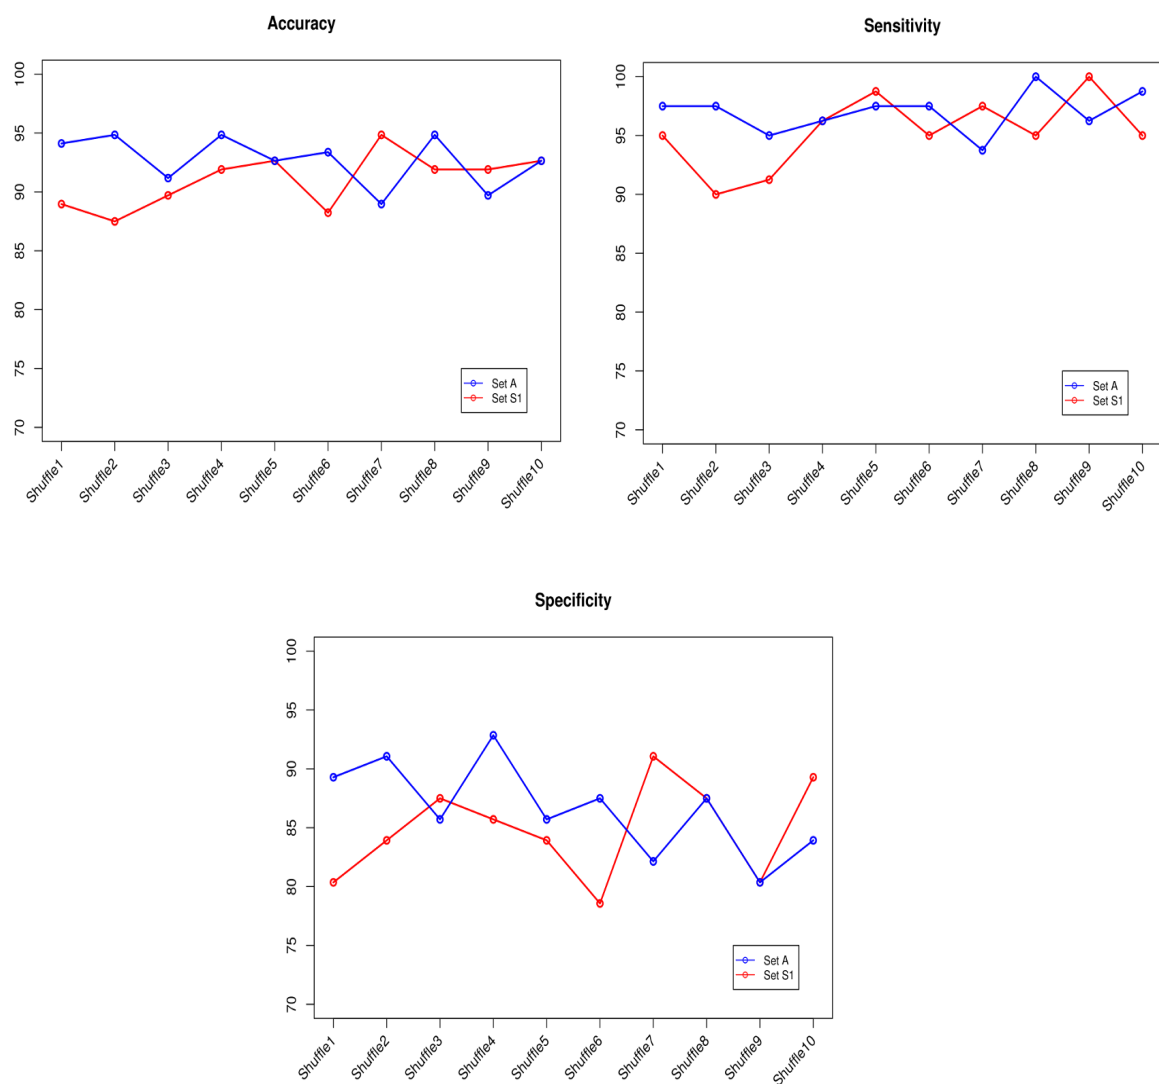 Accuracy
100
95
90
85
80
75
70
Set A
Set S1
Shuffle1
Shuffle2
Shuffle3
Shuffle4
Shuffle5
Shuffle6
Shuffle7
Shuffle8
Shuffle9
Shuffle10
Sensitivity
100
95
90
85
80
75
70
Set A
Set S1
Shuffle1
Shuffle2
Shuffle3
Shuffle4
Shuffle5
Shuffle6
Shuffle7
Shuffle8
Shuffle9
Shuffle10
Specificity
100
95
90
85
80
75
70
Set A
Set S1
Shuffle1
Shuffle2
Shuffle3
Shuffle4
Shuffle5
Shuffle6
Shuffle7
Shuffle8
Shuffle9
Shuffle10